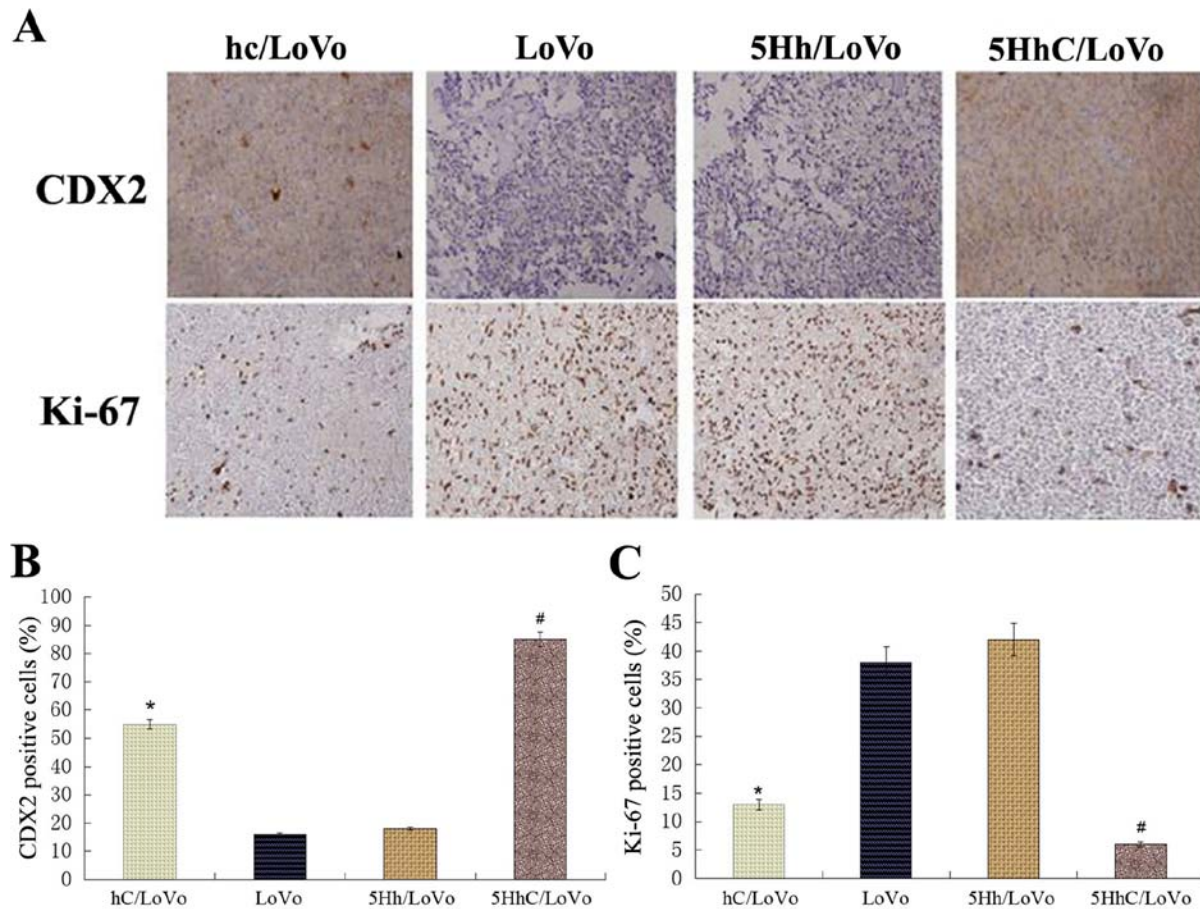 A
hc/LoVo LoVo 5Hh/LoVo 5HhC/LoVo
CDX2
Ki-67
B
CDX2 positive cells (%)
100
90
80
70
60
50
40
30
20
10
0
*
#
hC/LoVo LoVo 5Hh/LoVo 5HhC/LoVo
C
Ki-67 positive cells (%)
50
45
40
35
30
25
20
15
10
5
0
*
#
hC/LoVo LoVo 5Hh/LoVo 5HhC/LoVo